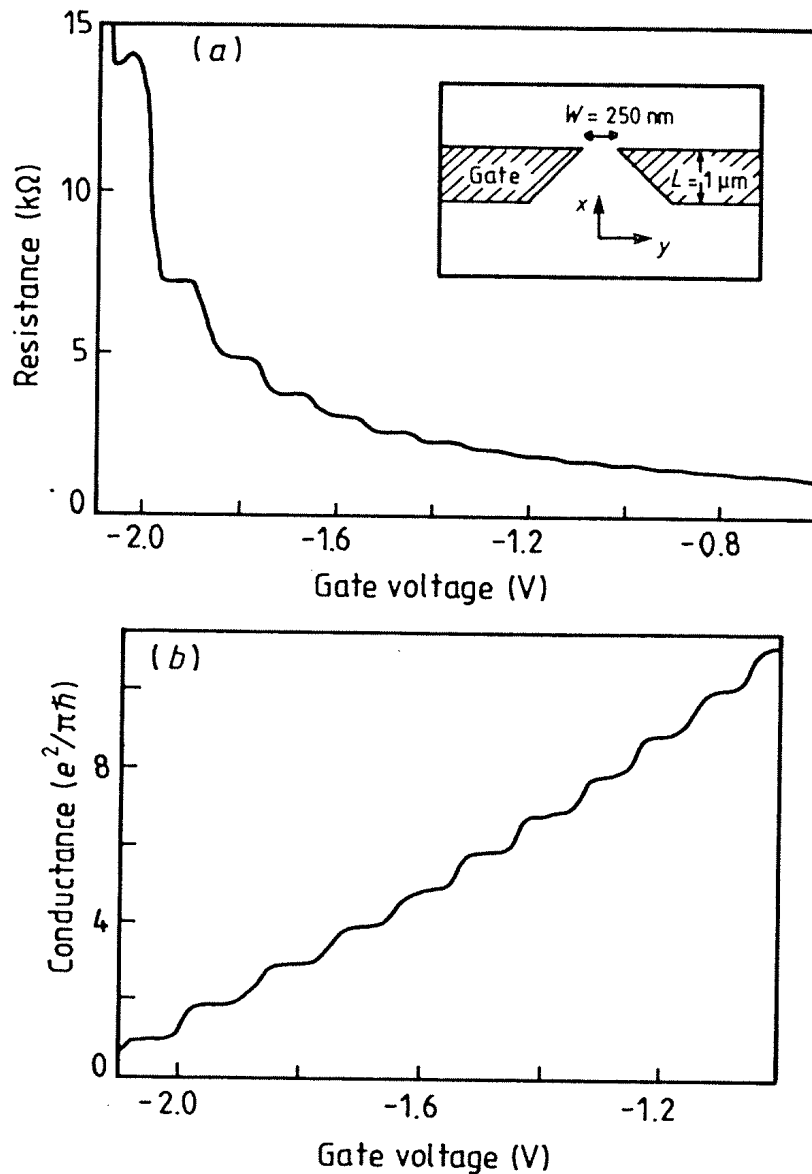 (a)
15
10
5
0
Resistance (kΩ)
W = 250 nm
Gate
L = 1 μm
x
y
-2.0 -1.6 -1.2 -0.8
Gate voltage (V)
(b)
8
4
0
Conductance (e²/πℏ)
-2.0 -1.6 -1.2
Gate voltage (V)